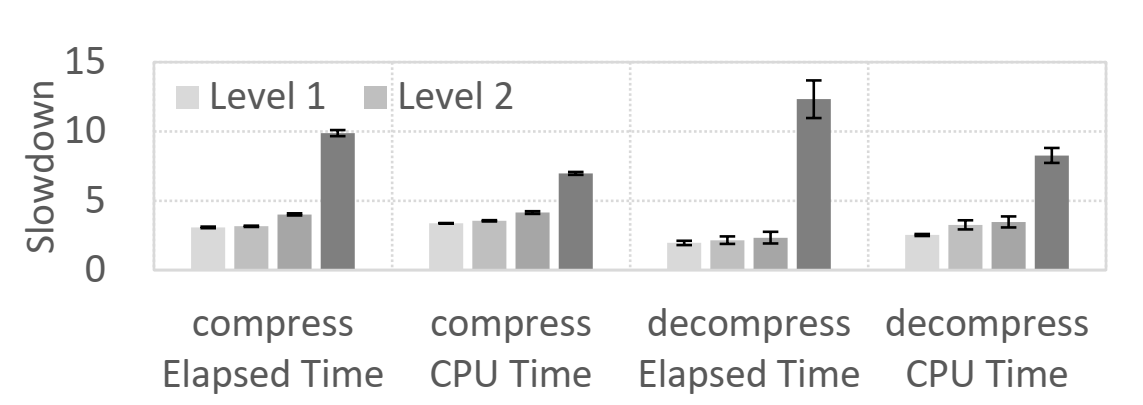 Slowdown
15
10
5
0
Level 1 Level 2
compress compress decompress decompress
Elapsed Time CPU Time Elapsed Time CPU Time